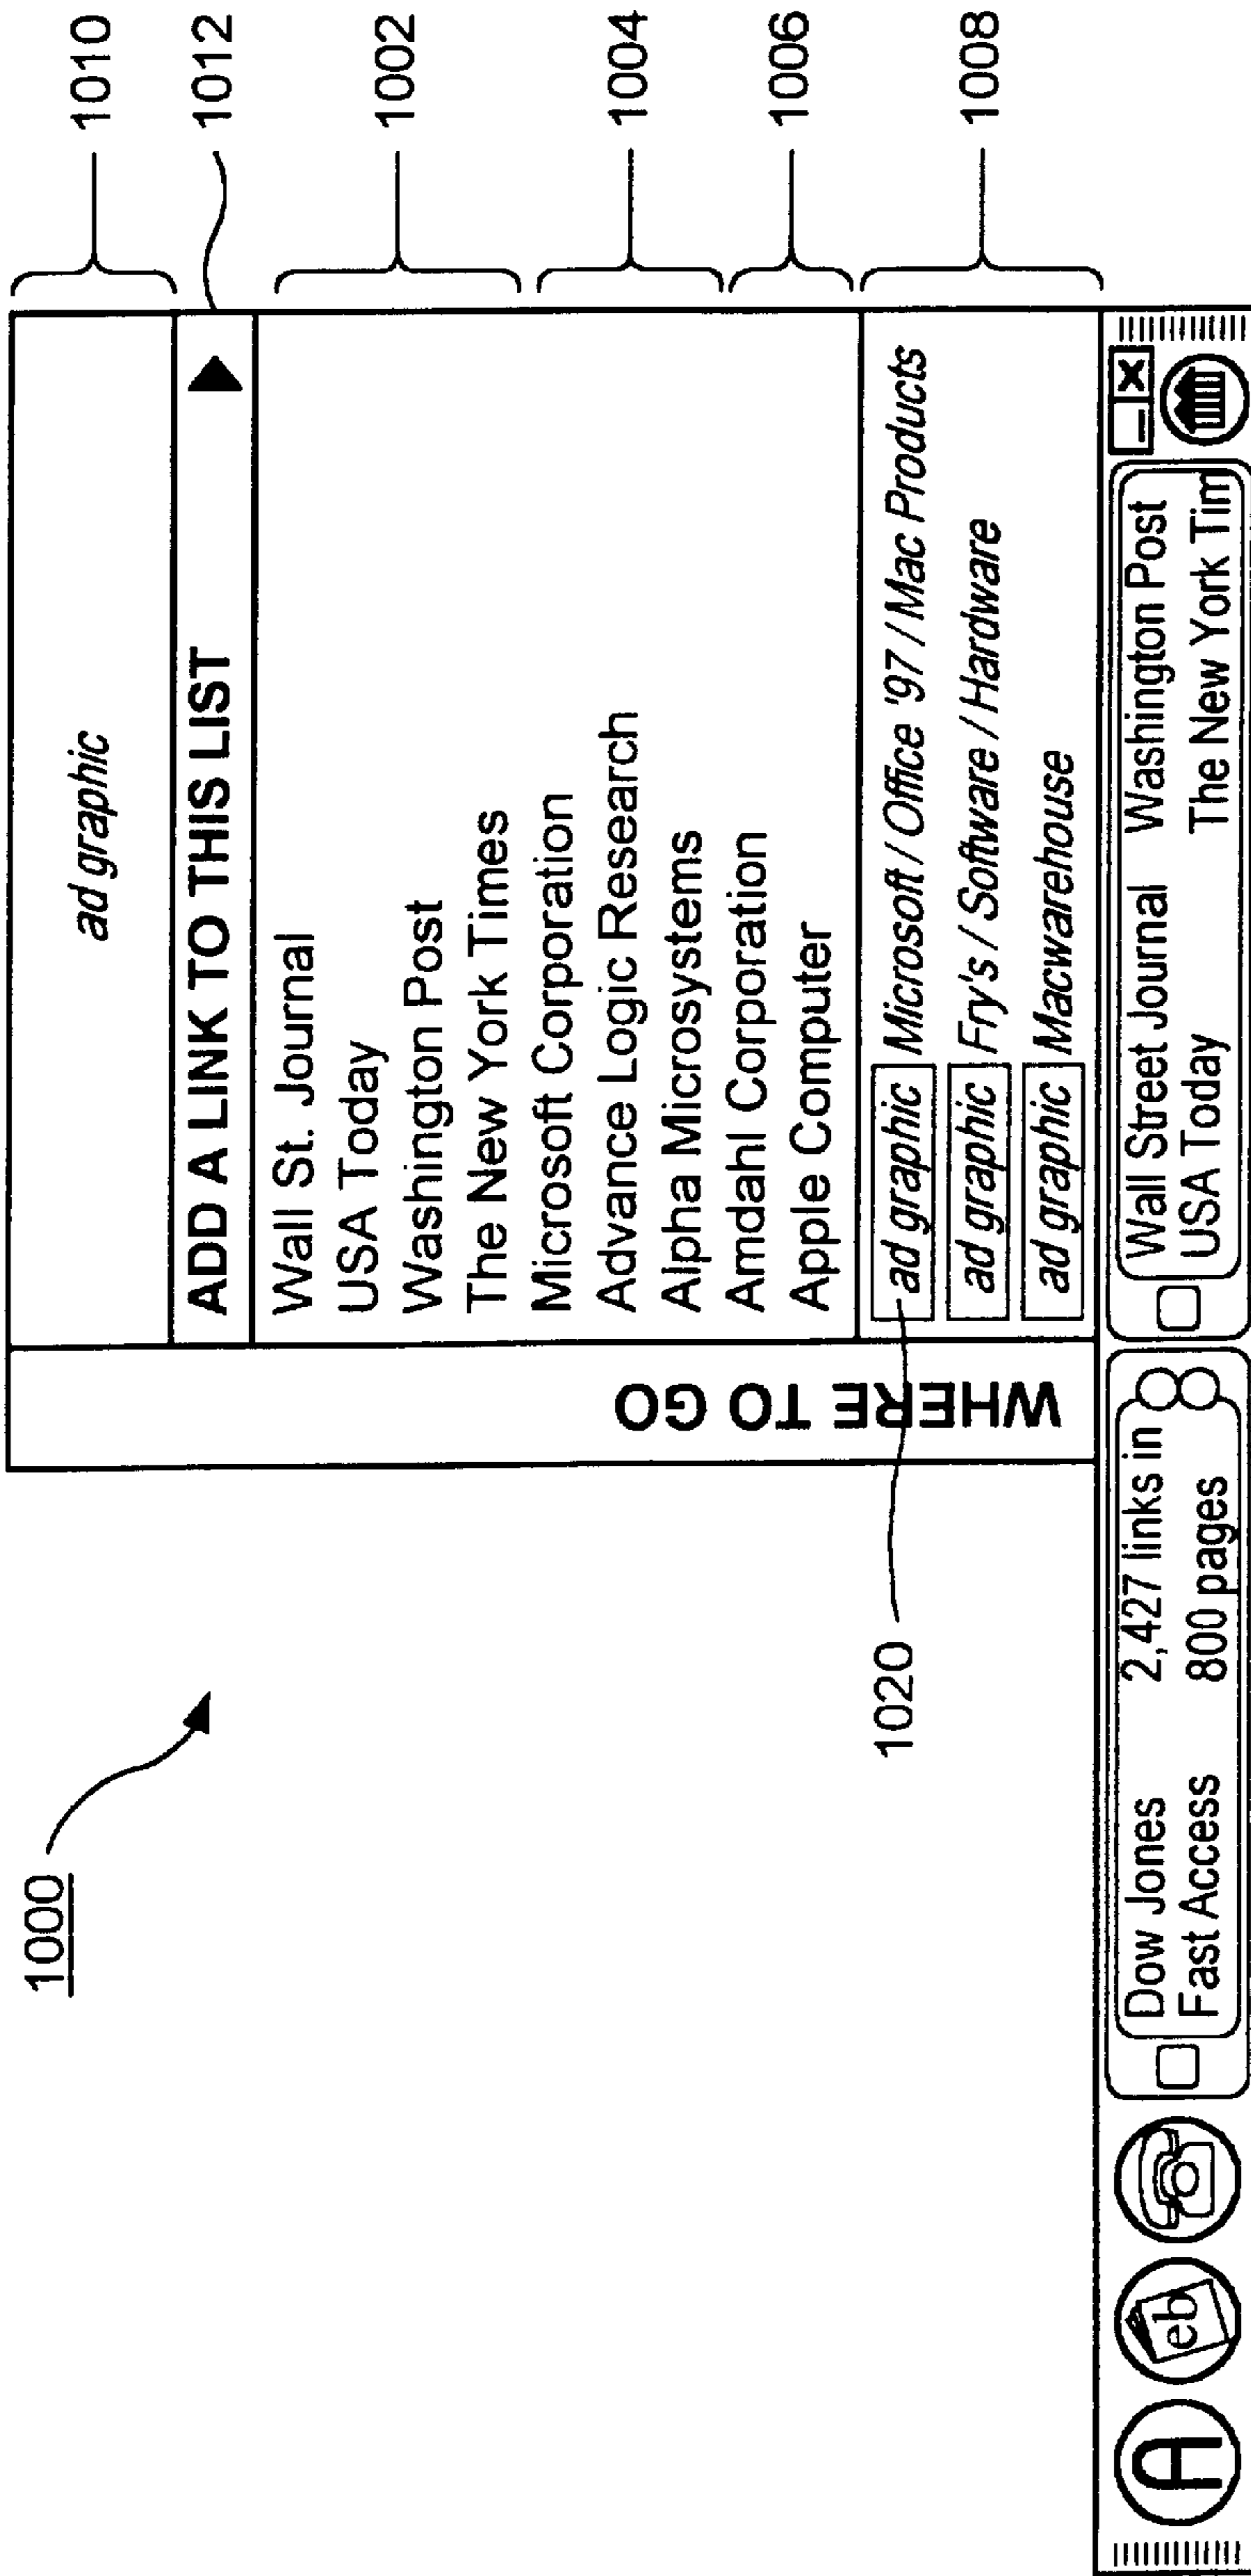 1000
ad graphic
1010
ADD A LINK TO THIS LIST
1012
Wall St. Journal
USA Today
Washington Post
The New York Times
1002
Microsoft Corporation
Advance Logic Research
Alpha Microsystems
1004
Amdahl Corporation
Apple Computer
1006
WHERE TO GO
1020
ad graphic Microsoft / Office '97 / Mac Products
ad graphic Fry's / Software / Hardware
ad graphic Macwarehouse
1008
A
eb
Dow Jones 2,427 links in
Fast Access 800 pages
Wall Street Journal Washington Post
USA Today The New York Tim